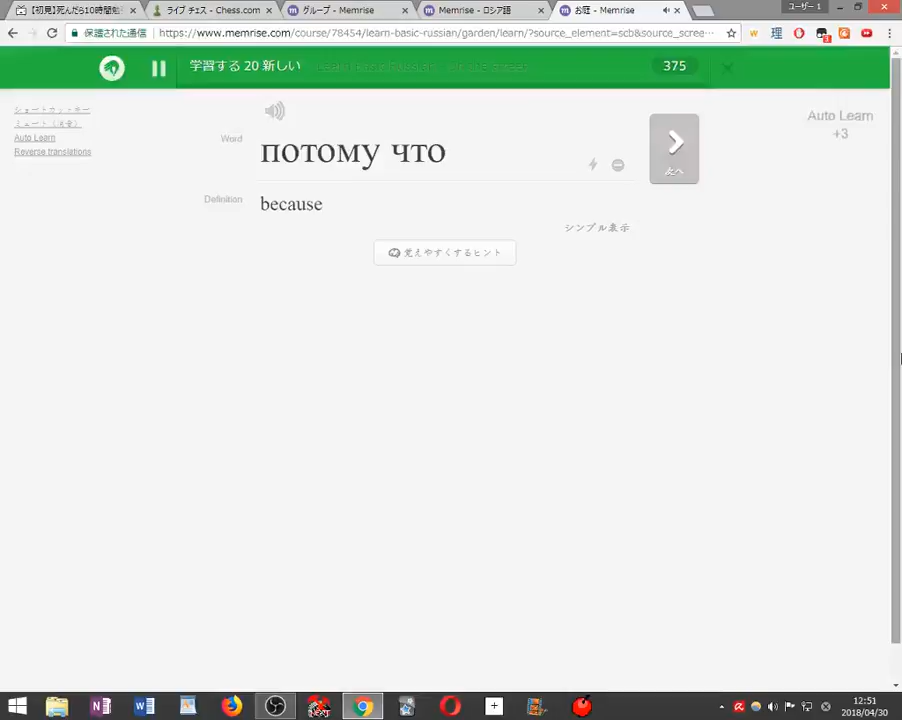 【初見】死んだら10時間勉
ライブ チェス - Chess.com
グループ - Memrise
Memrise - ロシア語
お庭 - Memrise
ユーザー 1
保護された通信
https://www.memrise.com/course/78454/learn-basic-russian/garden/learn/?source_element=scb&source_scree…
学習する 20 新しい
375
ショートカットキー
ミュート (消音)
Auto Learn
Reverse translations
Auto Learn
+3
Word
потому что
次へ
Definition
because
シンプル表示
覚えやすくするヒント
12:51
2018/04/30